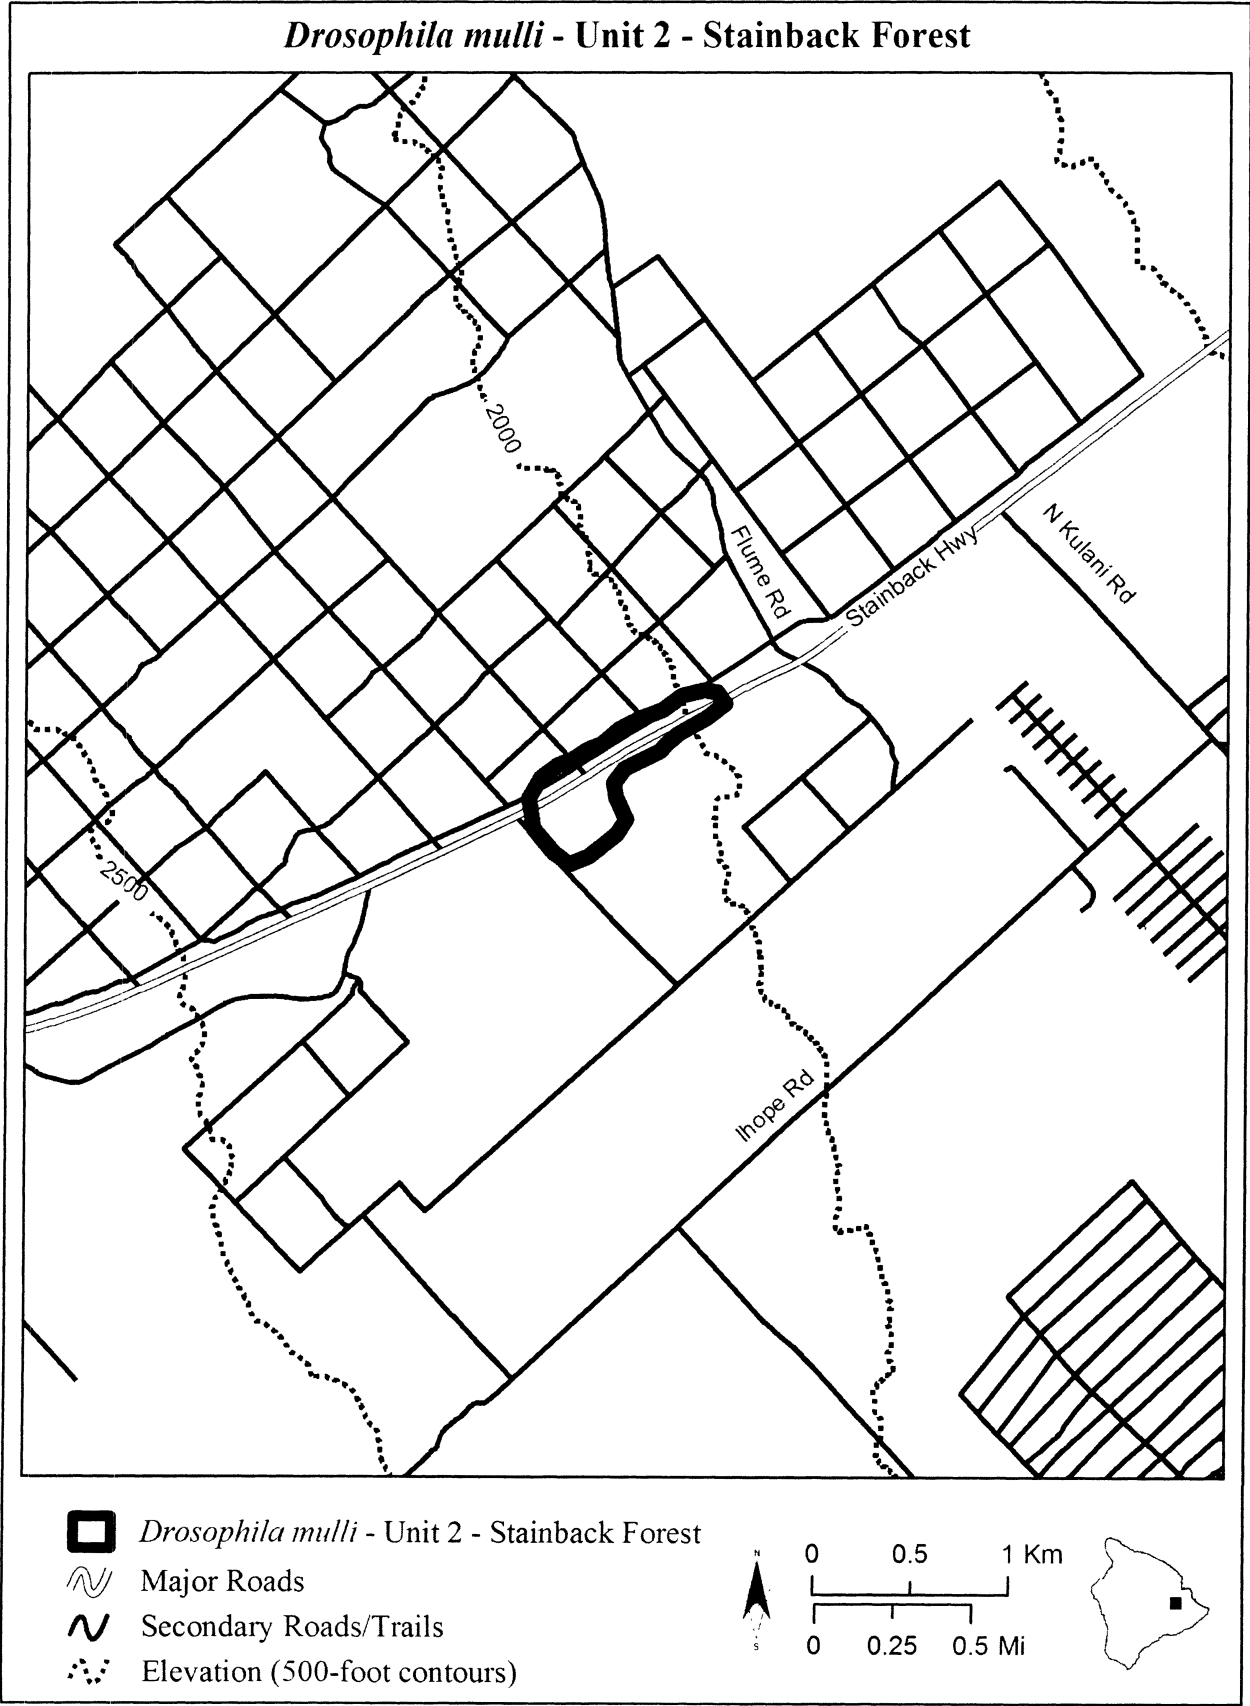 Drosophila mulli - Unit 2 - Stainback Forest
2000
Flume Rd
Stainback Hwy
N Kulani Rd
2500
Ihope Rd
Drosophila mulli - Unit 2 - Stainback Forest
Major Roads
Secondary Roads/Trails
Elevation (500-foot contours)
N
S
0 0.5 1 Km
0 0.25 0.5 Mi